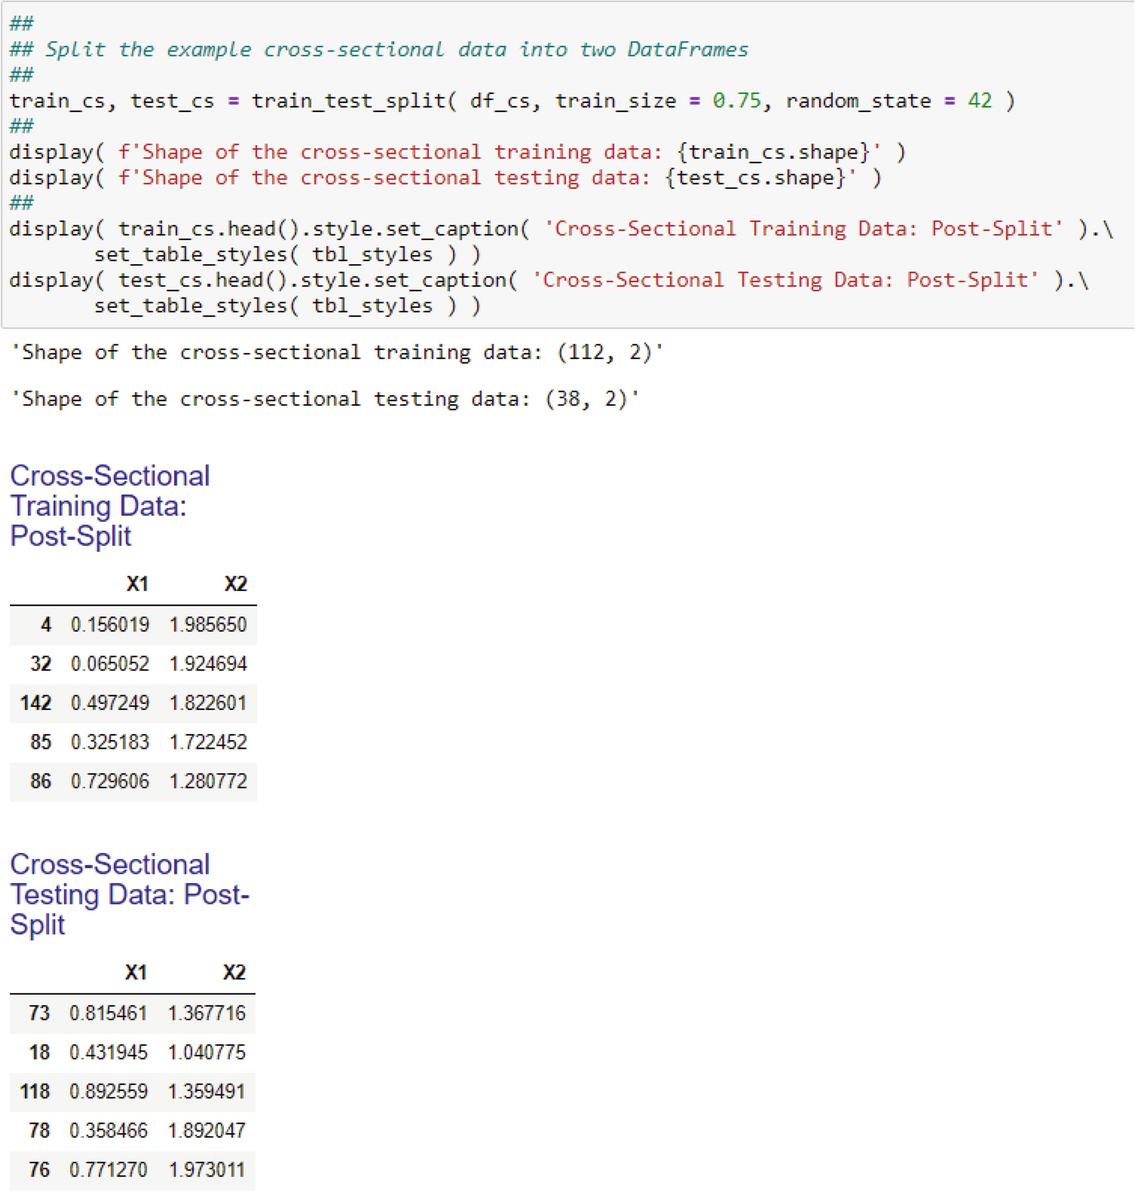 ##
## Split the example cross-sectional data into two DataFrames
##
train_cs, test_cs = train_test_split( df_cs, train_size = 0.75, random_state = 42 )
##
display( f'Shape of the cross-sectional training data: {train_cs.shape}' )
display( f'Shape of the cross-sectional testing data: {test_cs.shape}' )
##
display( train_cs.head().style.set_caption( 'Cross-Sectional Training Data: Post-Split' ).\
       set_table_styles( tbl_styles ) )
display( test_cs.head().style.set_caption( 'Cross-Sectional Testing Data: Post-Split' ).\
       set_table_styles( tbl_styles ) )
'Shape of the cross-sectional training data: (112, 2)'
'Shape of the cross-sectional testing data: (38, 2)'
Cross-Sectional
Training Data:
Post-Split
X1 X2
4 0.156019 1.985650
32 0.065052 1.924694
142 0.497249 1.822601
85 0.325183 1.722452
86 0.729606 1.280772
Cross-Sectional
Testing Data: Post-
Split
X1 X2
73 0.815461 1.367716
18 0.431945 1.040775
118 0.892559 1.359491
78 0.358466 1.892047
76 0.771270 1.973011